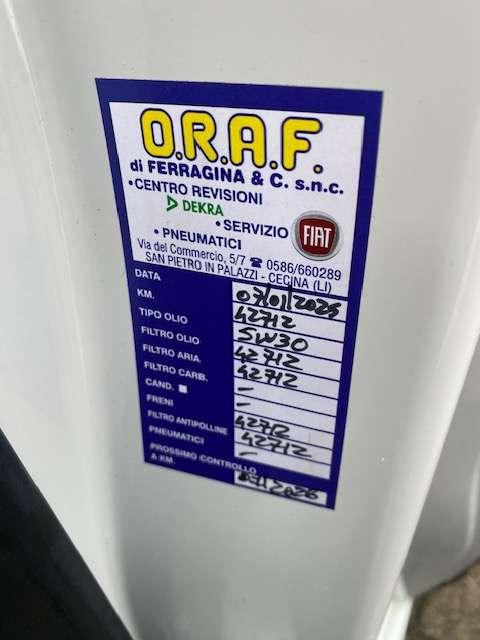 O.R.A.F.
di FERRAGINA & C. s.n.c.
•CENTRO REVISIONI
DEKRA
•SERVIZIO FIAT
• PNEUMATICI
Via del Commercio, 5/7 ☎ 0586/660289
SAN PIETRO IN PALAZZI - CECINA (LI)
DATA 07/01/2025
KM. 42712
TIPO OLIO 5W30
FILTRO OLIO 42712
FILTRO ARIA. 42712
FILTRO CARB. -
CAND. -
FRENI 42712
FILTRO ANTIPOLLINE 42712
PNEUMATICI -
PROSSIMO CONTROLLO
A KM.